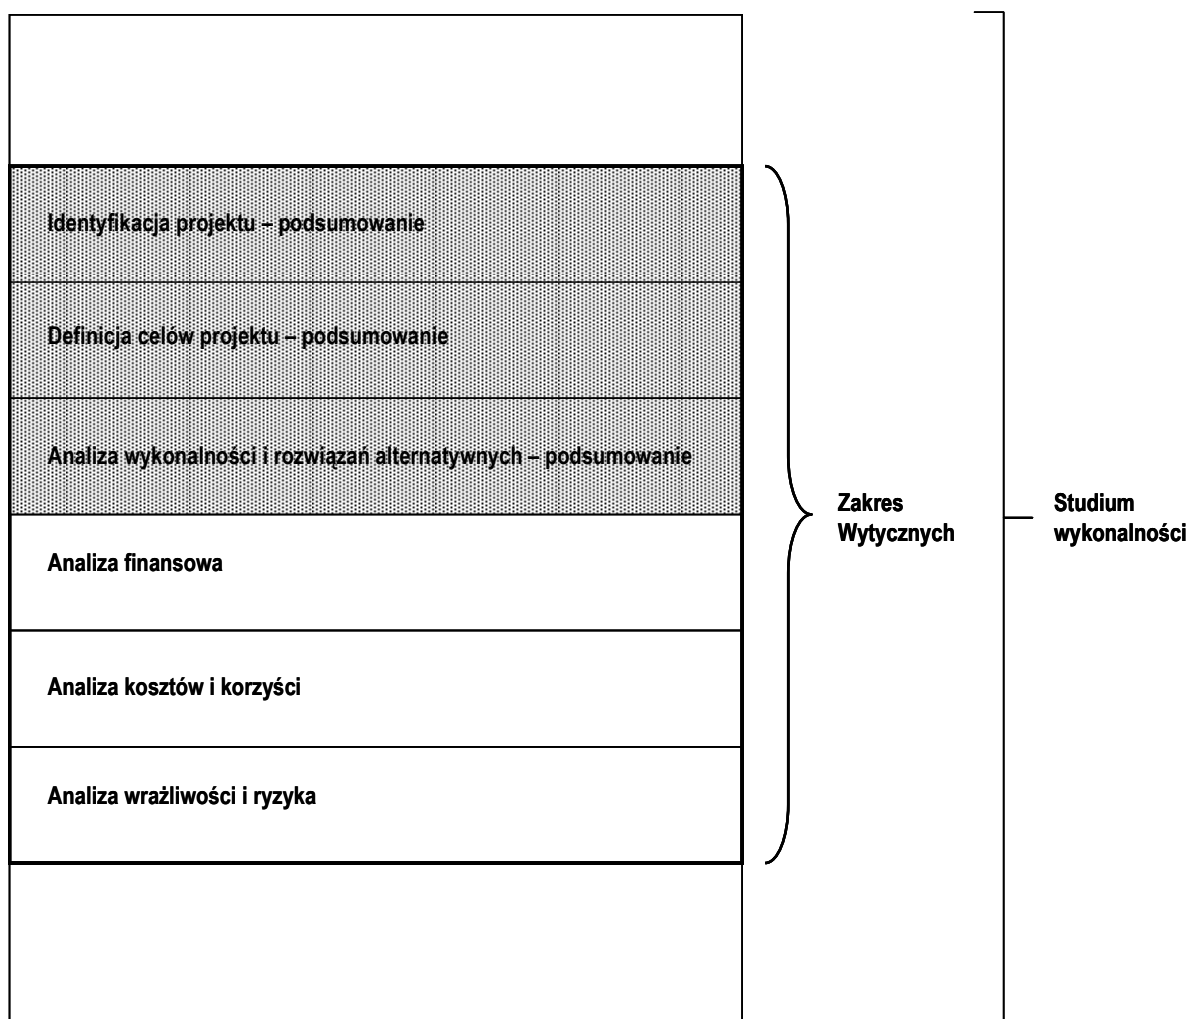 Identyfikacja projektu – podsumowanie
Definicja celów projektu – podsumowanie
Analiza wykonalności i rozwiązań alternatywnych – podsumowanie
Analiza finansowa
Analiza kosztów i korzyści
Analiza wrażliwości i ryzyka
Zakres
Wytycznych
Studium
wykonalności